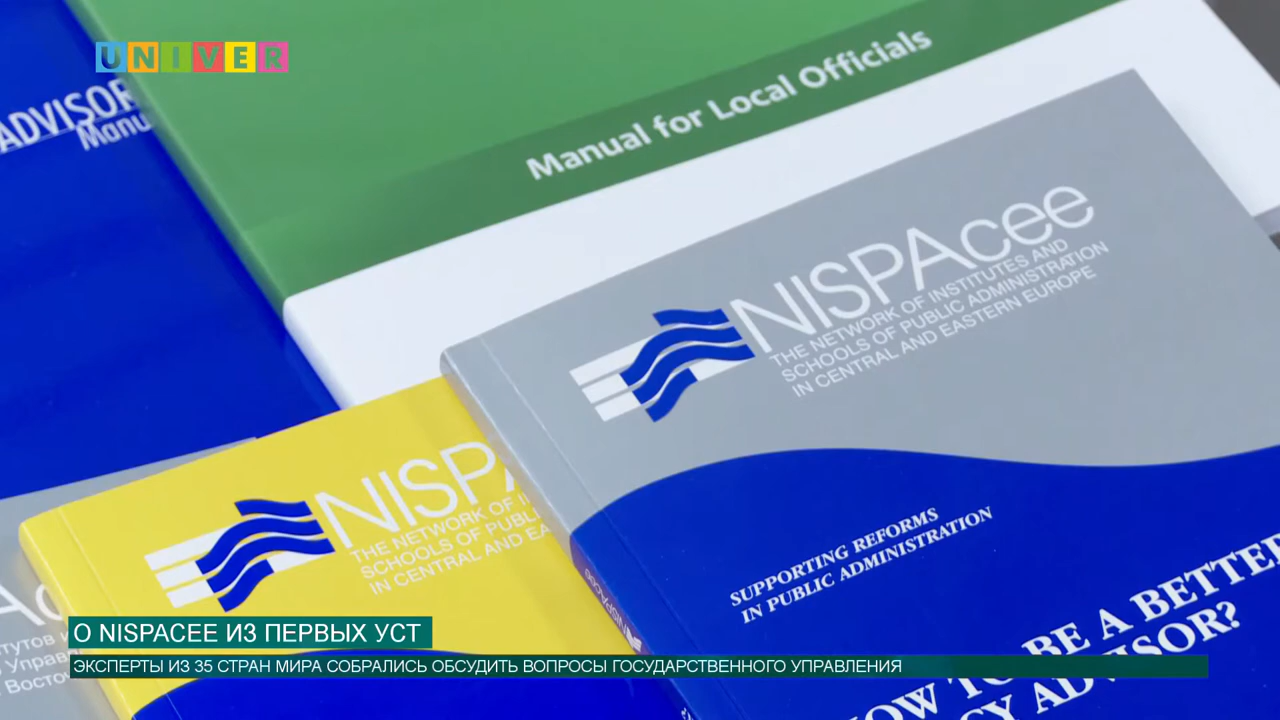 UNIVER
ADVISOR
Manu
Manual for Local Officials
NISPAcee
THE NETWORK OF INSTITUTES AND
SCHOOLS OF PUBLIC ADMINISTRATION
IN CENTRAL AND EASTERN EUROPE
NISPA
THE NETWORK OF I
SCHOOLS OF PUBL
IN CENTRAL AND EA
SUPPORTING REFORMS
IN PUBLIC ADMINISTRATION
BE A BETTER
ADVISOR?
О NISPACEE ИЗ ПЕРВЫХ УСТ
ЭКСПЕРТЫ ИЗ 35 СТРАН МИРА СОБРАЛИСЬ ОБСУДИТЬ ВОПРОСЫ ГОСУДАРСТВЕННОГО УПРАВЛЕНИЯ